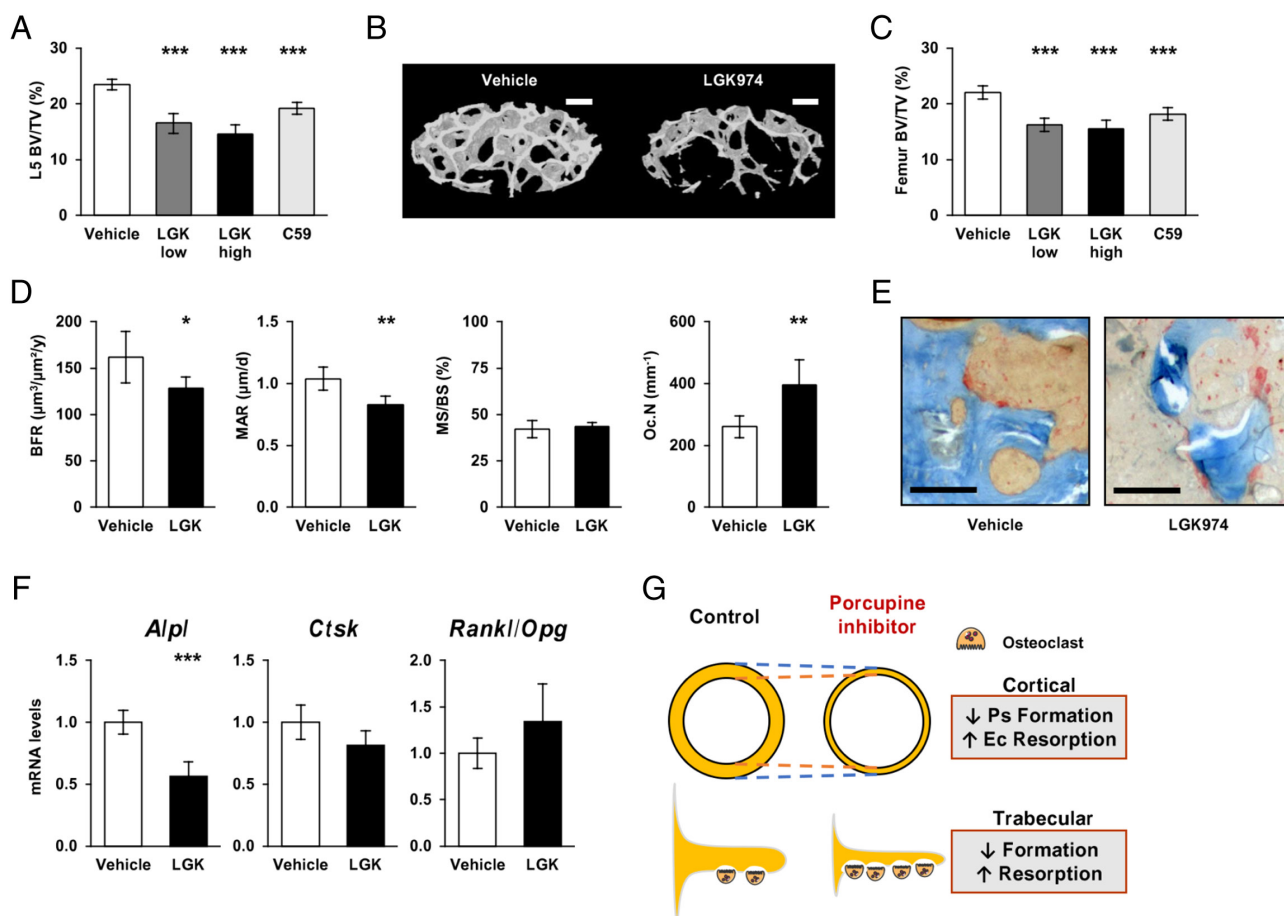 A
L5 BV/TV (%)
30
20
10
0
***
***
***
Vehicle
LGK
low
LGK
high
C59
B
Vehicle
LGK974
C
Femur BV/TV (%)
30
20
10
0
***
***
***
Vehicle
LGK
low
LGK
high
C59
D
BFR (µm³/µm²/y)
200
150
100
50
0
*
Vehicle
LGK
MAR (µm/d)
1.5
1.0
0.5
0.0
**
Vehicle
LGK
MS/BS (%)
100
75
50
25
0
Vehicle
LGK
Oc.N (mm⁻¹)
600
400
200
0
**
Vehicle
LGK
E
Vehicle
LGK974
F
mRNA levels
Alpl
1.5
1.0
0.5
0.0
***
Vehicle
LGK
Ctsk
1.5
1.0
0.5
0.0
Vehicle
LGK
Rankl/Opg
2.0
1.5
1.0
0.5
0.0
Vehicle
LGK
G
Control
Porcupine
inhibitor
Osteoclast
Cortical
↓ Ps Formation
↑ Ec Resorption
Trabecular
↓ Formation
↑ Resorption